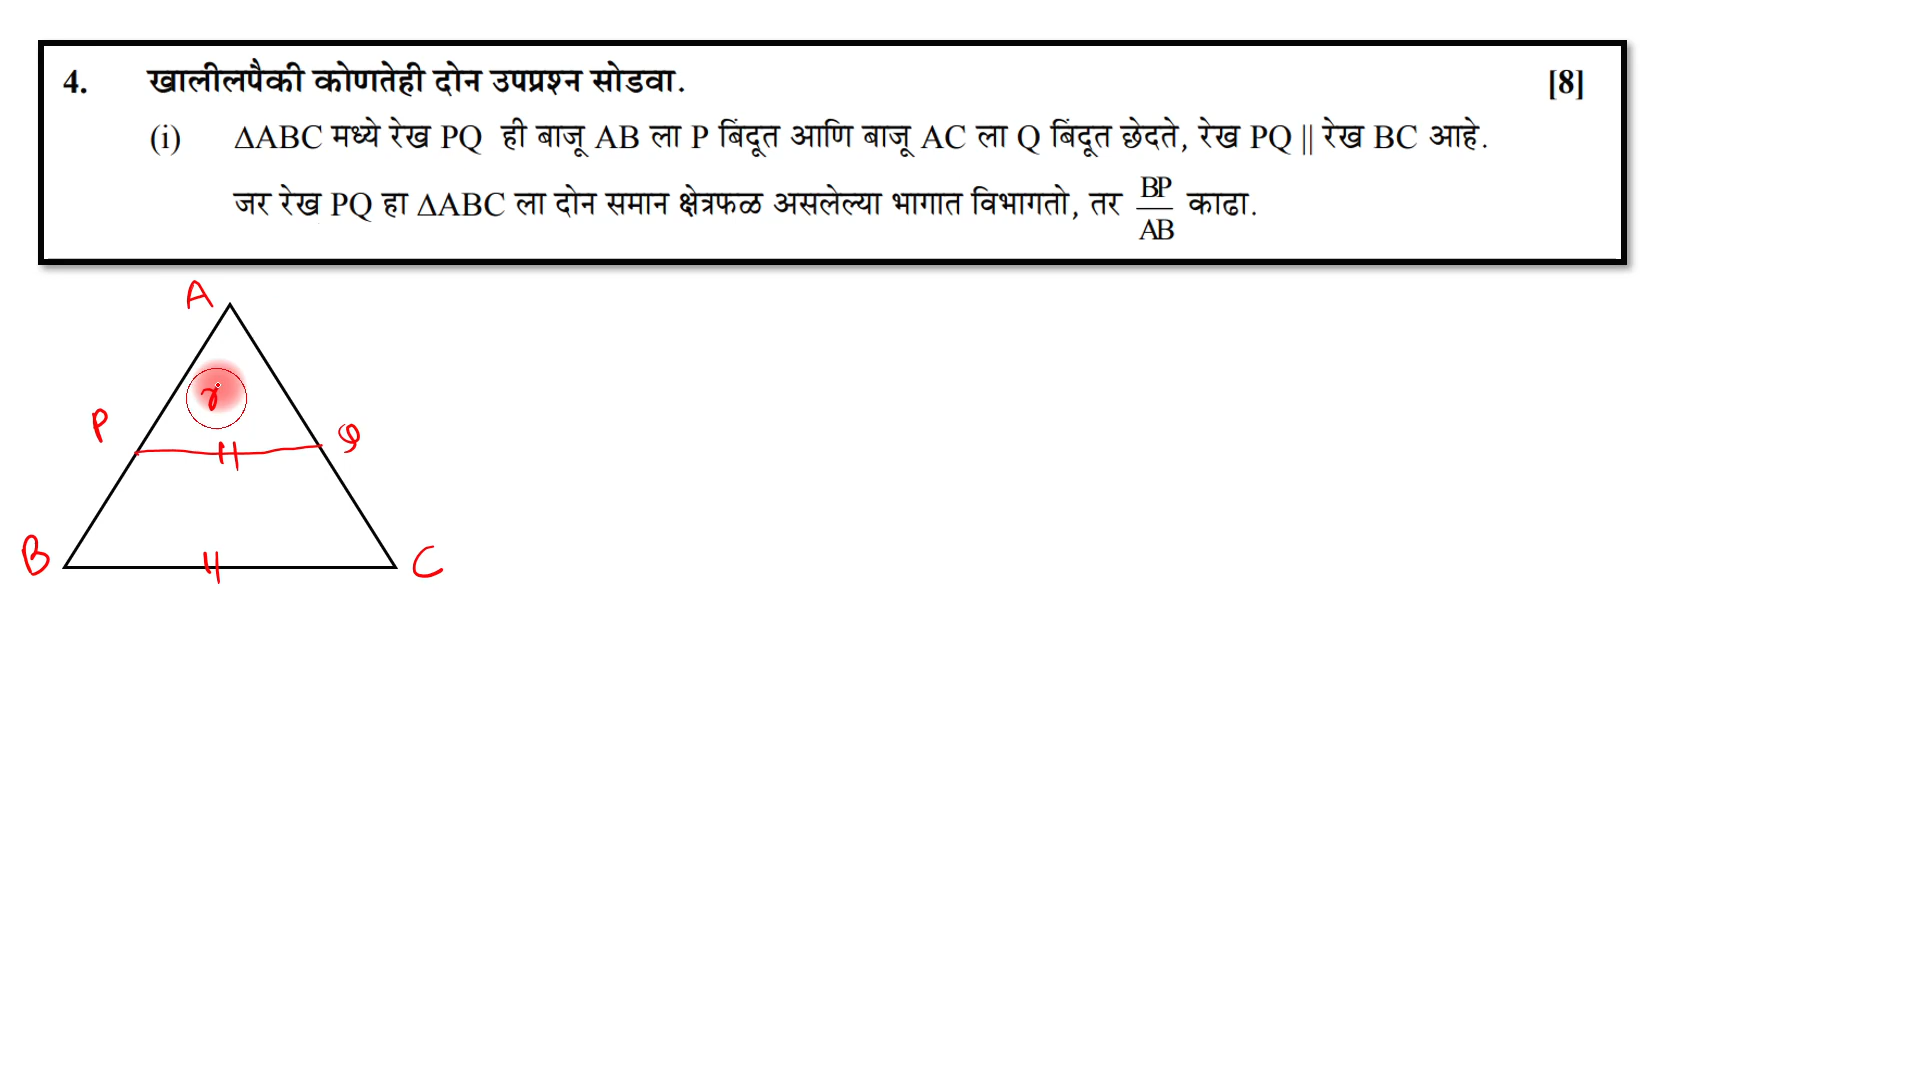 4. खालीलपैकी कोणतेही दोन उपप्रश्न सोडवा. [8]
(i) ΔABC मध्ये रेख PQ ही बाजू AB ला P बिंदूत आणि बाजू AC ला Q बिंदूत छेदते, रेख PQ || रेख BC आहे.
जर रेख PQ हा ΔABC ला दोन समान क्षेत्रफळ असलेल्या भागात विभागतो, तर BP/AB काढा.
A
P
Q
B
C